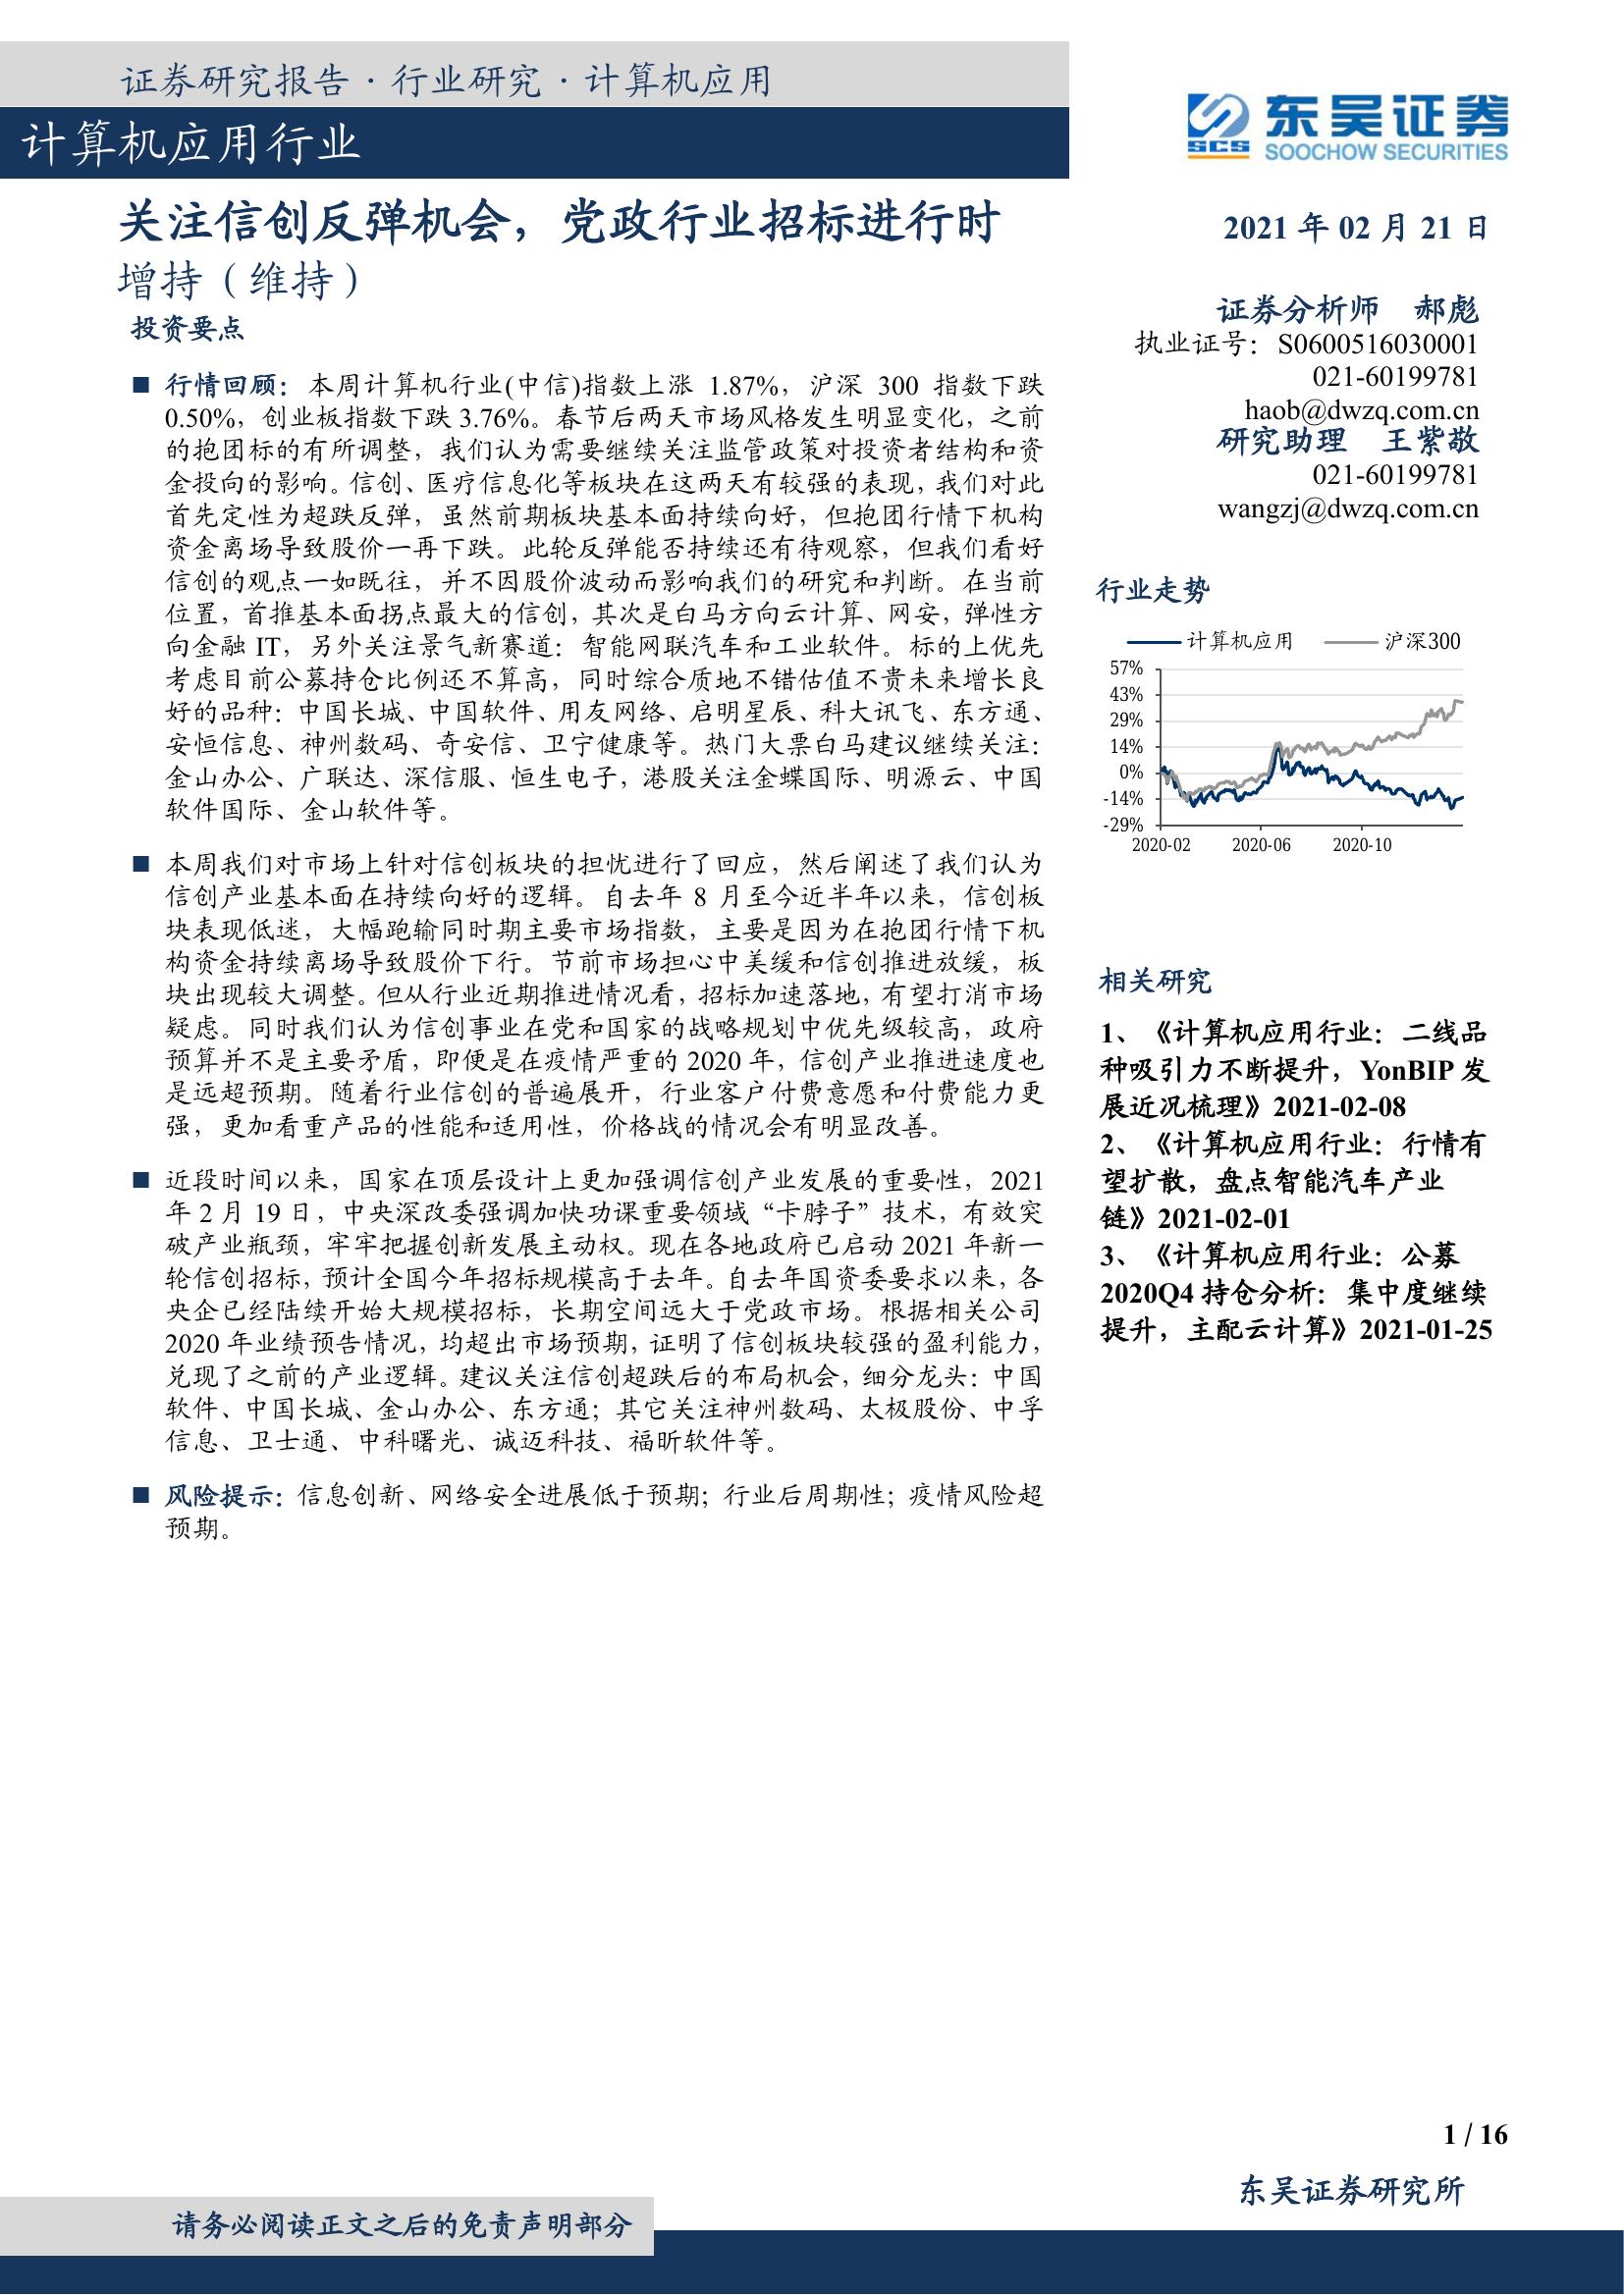 证券研究报告·行业研究·计算机应用
计算机应用行业
东吴证券
SCS
SOOCHOW SECURITIES
关注信创反弹机会，党政行业招标进行时
增持（维持）
投资要点
■ 行情回顾：本周计算机行业(中信)指数上涨 1.87%，沪深 300 指数下跌
0.50%，创业板指数下跌 3.76%。春节后两天市场风格发生明显变化，之前
的抱团标的有所调整，我们认为需要继续关注监管政策对投资者结构和资
金投向的影响。信创、医疗信息化等板块在这两天有较强的表现，我们对此
首先定性为超跌反弹，虽然前期板块基本面持续向好，但抱团行情下机构
资金离场导致股价一再下跌。此轮反弹能否持续还有待观察，但我们看好
信创的观点一如既往，并不因股价波动而影响我们的研究和判断。在当前
位置，首推基本面拐点最大的信创，其次是白马方向云计算、网安，弹性方
向金融 IT，另外关注景气新赛道：智能网联汽车和工业软件。标的上优先
考虑目前公募持仓比例还不算高，同时综合质地不错估值不贵未来增长良
好的品种：中国长城、中国软件、用友网络、启明星辰、科大讯飞、东方通、
安恒信息、神州数码、奇安信、卫宁健康等。热门大票白马建议继续关注：
金山办公、广联达、深信服、恒生电子，港股关注金蝶国际、明源云、中国
软件国际、金山软件等。
■ 本周我们对市场上针对信创板块的担忧进行了回应，然后阐述了我们认为
信创产业基本面在持续向好的逻辑。自去年 8 月至今近半年以来，信创板
块表现低迷，大幅跑输同时期主要市场指数，主要是因为在抱团行情下机
构资金持续离场导致股价下行。节前市场担心中美缓和信创推进放缓，板
块出现较大调整。但从行业近期推进情况看，招标加速落地，有望打消市场
疑虑。同时我们认为信创事业在党和国家的战略规划中优先级较高，政府
预算并不是主要矛盾，即便是在疫情严重的 2020 年，信创产业推进速度也
是远超预期。随着行业信创的普遍展开，行业客户付费意愿和付费能力更
强，更加看重产品的性能和适用性，价格战的情况会有明显改善。
■ 近段时间以来，国家在顶层设计上更加强调信创产业发展的重要性，2021
年 2 月 19 日，中央深改委强调加快功课重要领域“卡脖子”技术，有效突
破产业瓶颈，牢牢把握创新发展主动权。现在各地政府已启动 2021 年新一
轮信创招标，预计全国今年招标规模高于去年。自去年国资委要求以来，各
央企已经陆续开始大规模招标，长期空间远大于党政市场。根据相关公司
2020 年业绩预告情况，均超出市场预期，证明了信创板块较强的盈利能力，
兑现了之前的产业逻辑。建议关注信创超跌后的布局机会，细分龙头：中国
软件、中国长城、金山办公、东方通；其它关注神州数码、太极股份、中孚
信息、卫士通、中科曙光、诚迈科技、福昕软件等。
■ 风险提示：信息创新、网络安全进展低于预期；行业后周期性；疫情风险超
预期。
2021 年 02 月 21 日
证券分析师 郝彪
执业证号：S0600516030001
021-60199781
haob@dwzq.com.cn
研究助理 王紫敬
021-60199781
wangzj@dwzq.com.cn
行业走势
计算机应用 沪深300
57%
43%
29%
14%
0%
-14%
-29%
2020-02 2020-06 2020-10
相关研究
1、《计算机应用行业：二线品
种吸引力不断提升，YonBIP 发
展近况梳理》2021-02-08
2、《计算机应用行业：行情有
望扩散，盘点智能汽车产业
链》2021-02-01
3、《计算机应用行业：公募
2020Q4 持仓分析：集中度继续
提升，主配云计算》2021-01-25
1 / 16
东吴证券研究所
请务必阅读正文之后的免责声明部分